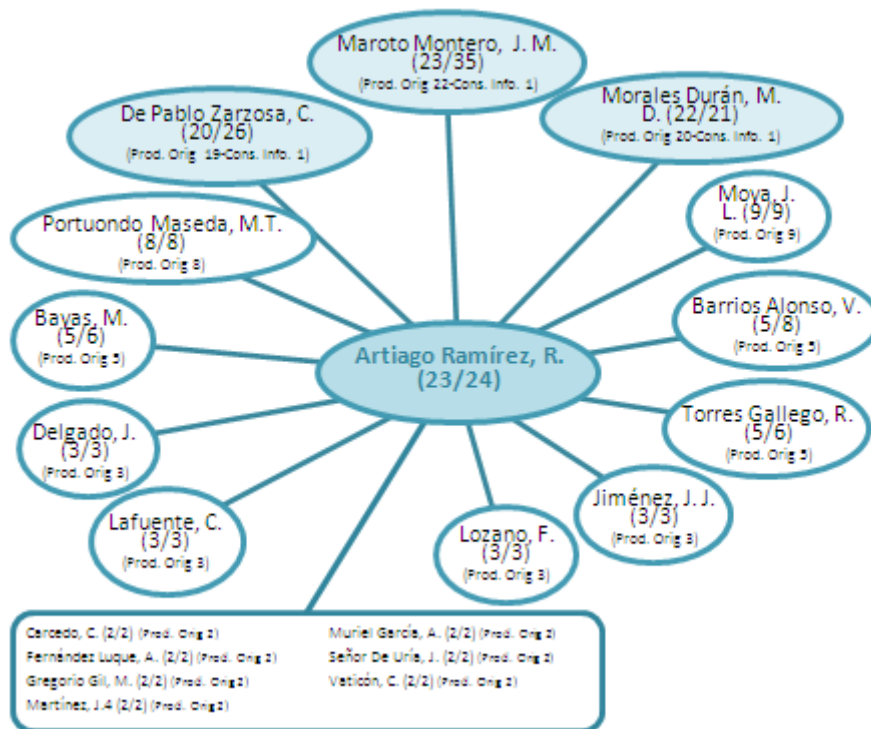 Maroto Montero, J. M.
(23/35)
(Prod. Orig 22-Cons. Info. 1)
De Pablo Zarzosa, C.
(20/26)
(Prod. Orig 19-Cons. Info. 1)
Morales Durán, M.
D. (22/21)
(Prod. Orig 20-Cons. Info. 1)
Portuondo Maseda, M.T.
(8/8)
(Prod. Orig 8)
Moya, J.
L. (9/9)
(Prod. Orig 9)
Bayas, M.
(5/6)
(Prod. Orig 5)
Artiago Ramírez, R.
(23/24)
Barrios Alonso, V.
(5/8)
(Prod. Orig 5)
Delgado, J.
(3/3)
(Prod. Orig 3)
Torres Gallego, R.
(5/6)
(Prod. Orig 5)
Lafuente, C.
(3/3)
(Prod. Orig 3)
Lozano, F.
(3/3)
(Prod. Orig 3)
Jiménez, J. J.
(3/3)
(Prod. Orig 3)
Carcedo, C. (2/2) (Prod. Orig 2)
Fernández Luque, A. (2/2) (Prod. Orig 2)
Gregorio Gil, M. (2/2) (Prod. Orig 2)
Martínez, J.4 (2/2) (Prod. Orig 2)
Muriel García, A. (2/2) (Prod. Orig 2)
Señor De Uría, J. (2/2) (Prod. Orig 2)
Vaticón, C. (2/2) (Prod. Orig 2)